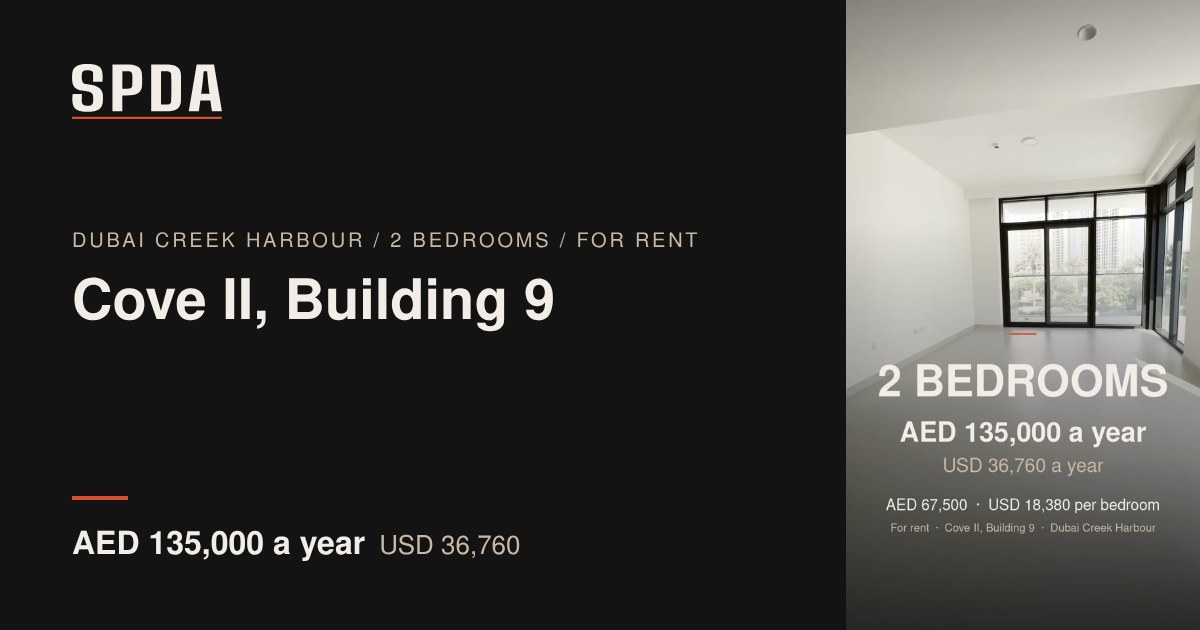 SPDA
DUBAI CREEK HARBOUR / 2 BEDROOMS / FOR RENT
Cove II, Building 9
AED 135,000 a year USD 36,760
2 BEDROOMS
AED 135,000 a year
USD 36,760 a year
AED 67,500 · USD 18,380 per bedroom
For rent · Cove II, Building 9 · Dubai Creek Harbour